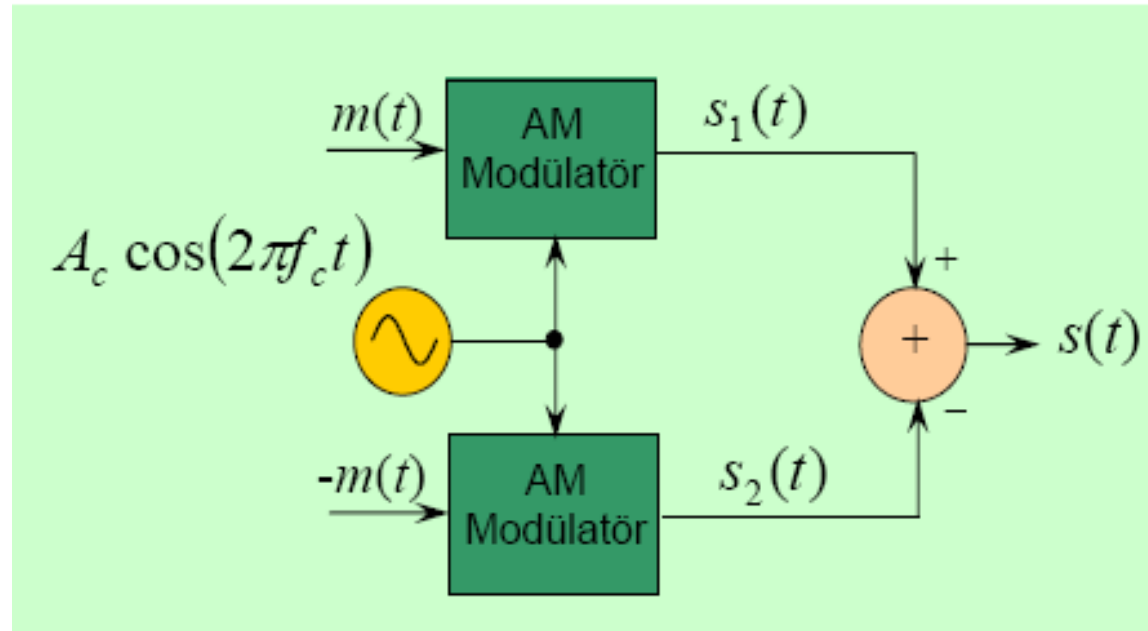 m(t)
AM
Modülatör
s₁(t)
A_c cos(2πf_c t)
+
+
s(t)
−
-m(t)
AM
Modülatör
s₂(t)